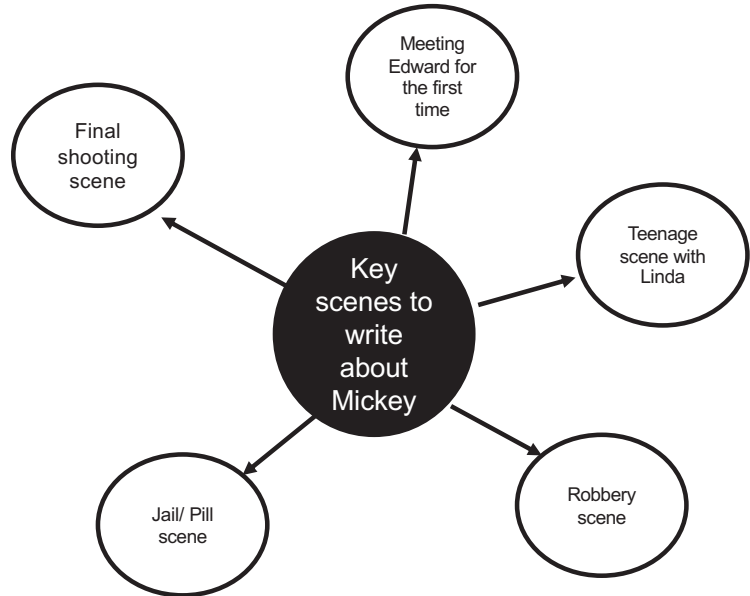 Meeting
Edward for
the first
time
Final
shooting
scene
Teenage
scene with
Linda
Key
scenes to
write
about
Mickey
Jail/ Pill
scene
Robbery
scene